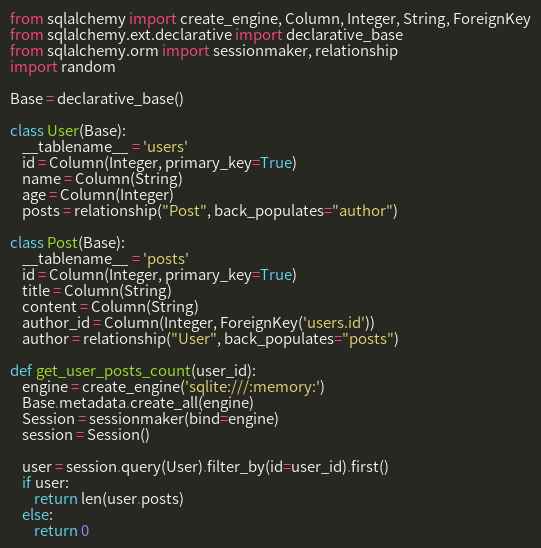 from sqlalchemy import create_engine, Column, Integer, String, ForeignKey
from sqlalchemy.ext.declarative import declarative_base
from sqlalchemy.orm import sessionmaker, relationship
import random

Base = declarative_base()

class User(Base):
    __tablename__ = 'users'
    id = Column(Integer, primary_key=True)
    name = Column(String)
    age = Column(Integer)
    posts = relationship("Post", back_populates="author")

class Post(Base):
    __tablename__ = 'posts'
    id = Column(Integer, primary_key=True)
    title = Column(String)
    content = Column(String)
    author_id = Column(Integer, ForeignKey('users.id'))
    author = relationship("User", back_populates="posts")

def get_user_posts_count(user_id):
    engine = create_engine('sqlite:///:memory:')
    Base.metadata.create_all(engine)
    Session = sessionmaker(bind=engine)
    session = Session()

    user = session.query(User).filter_by(id=user_id).first()
    if user:
        return len(user.posts)
    else:
        return 0